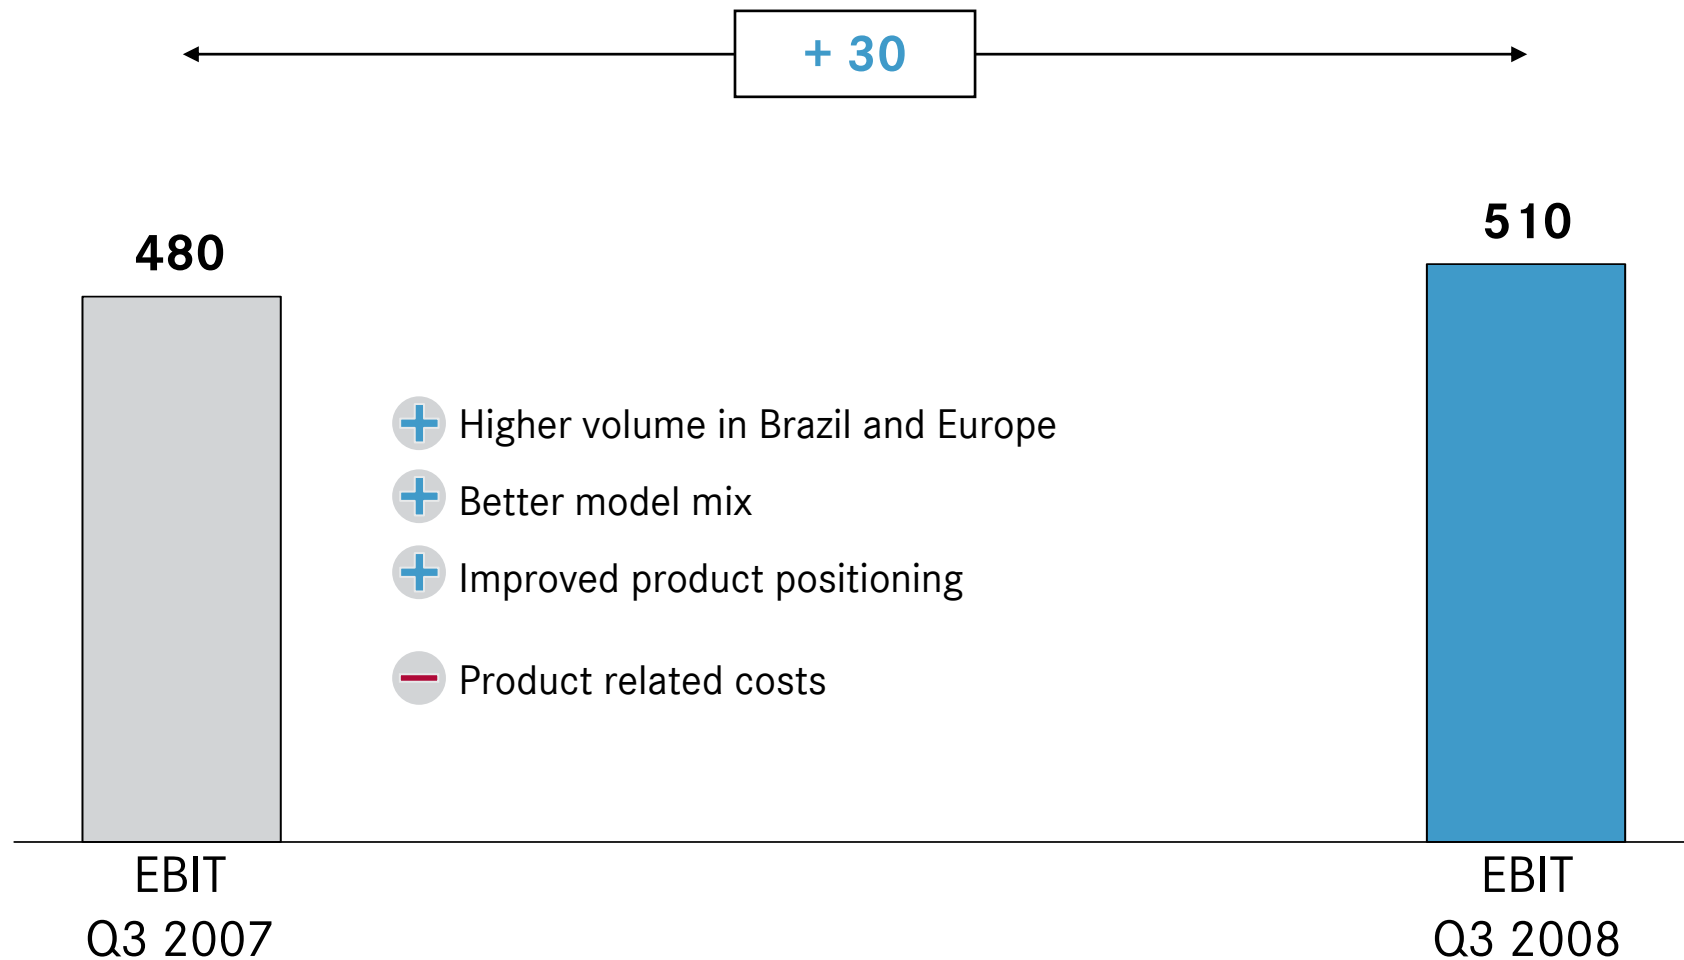 + 30
480
510
Higher volume in Brazil and Europe
Better model mix
Improved product positioning
Product related costs
EBIT
Q3 2007
EBIT
Q3 2008